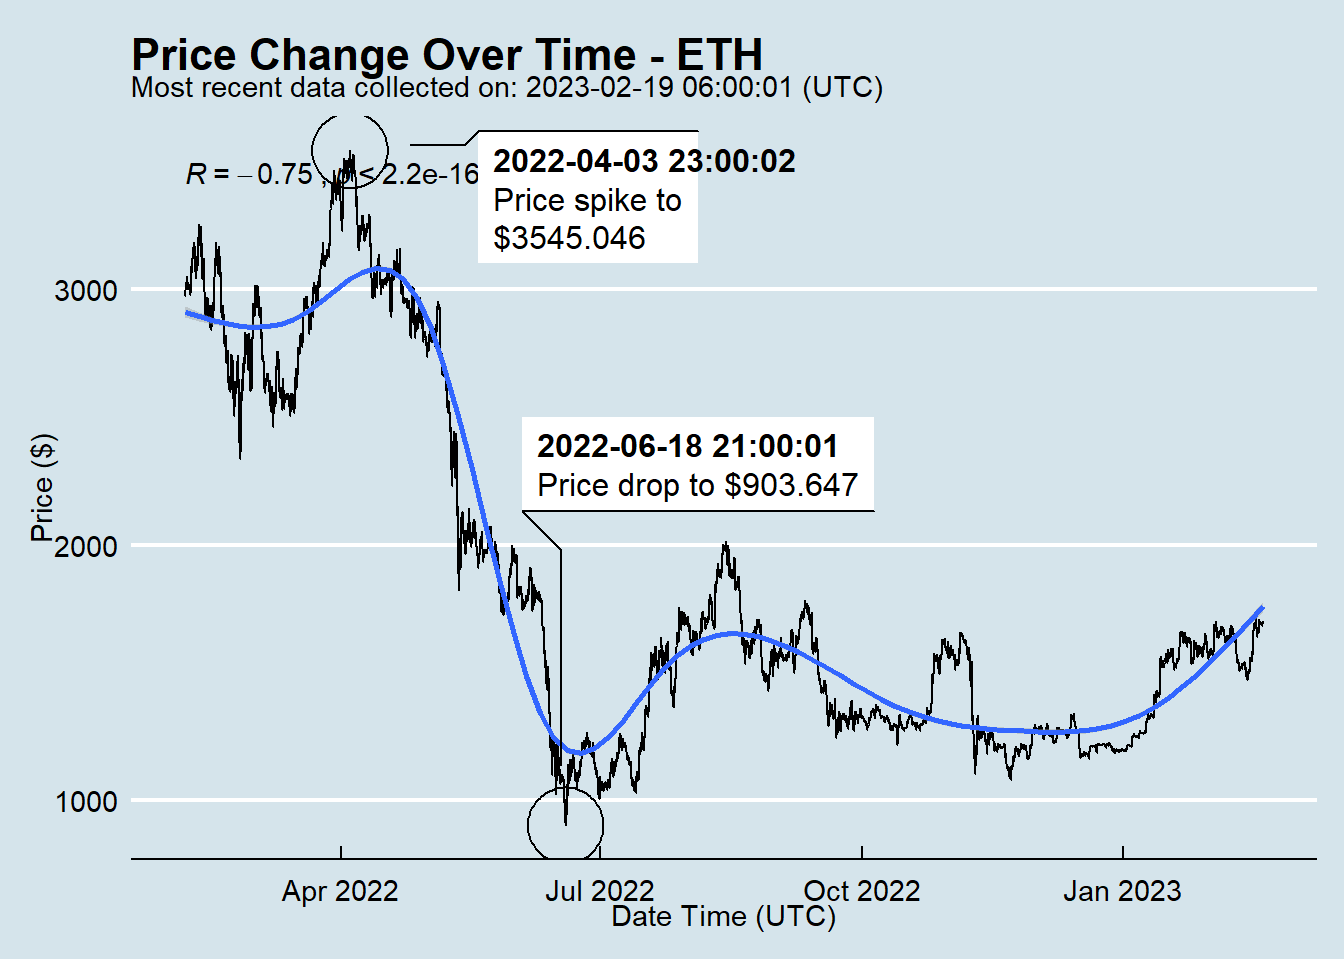 Price Change Over Time - ETH
Most recent data collected on: 2023-02-19 06:00:01 (UTC)
R = −0.75 , p < 2.2e-16
2022-04-03 23:00:02
Price spike to
$3545.046
3000
2022-06-18 21:00:01
Price drop to $903.647
Price ($)
2000
1000
Apr 2022
Jul 2022
Oct 2022
Jan 2023
Date Time (UTC)